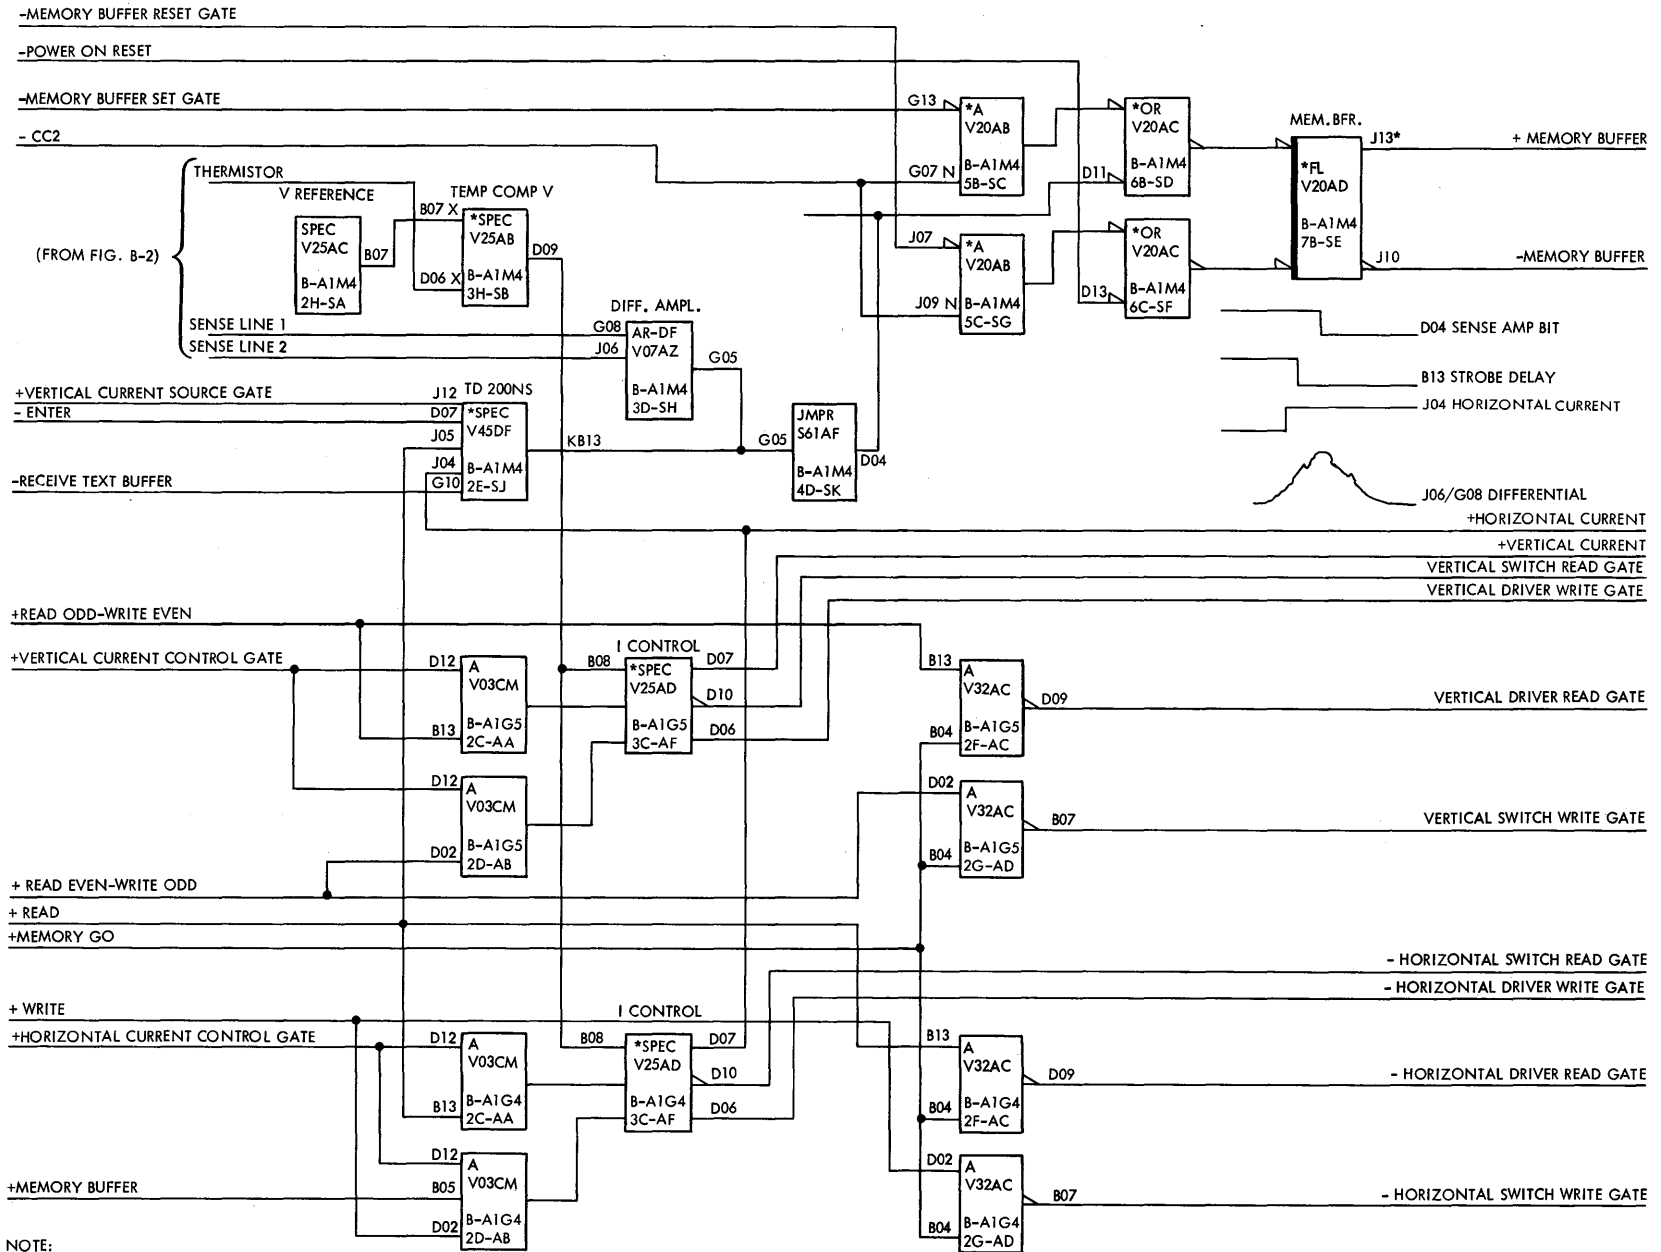 -MEMORY BUFFER RESET GATE
-POWER ON RESET
-MEMORY BUFFER SET GATE
- CC2
G13
*A
V20AB
B-A1M4
5B-SC
G07 N
*OR
V20AC
B-A1M4
6B-SD
D11
MEM.BFR.
*FL
V20AD
B-A1M4
7B-SE
J13*
+ MEMORY BUFFER
J10
-MEMORY BUFFER
(FROM FIG. B-2)
THERMISTOR
V REFERENCE
SPEC
V25AC
B-A1M4
2H-SA
B07
TEMP COMP V
B07 X
*SPEC
V25AB
B-A1M4
3H-SB
D06 X
D09
J07
*A
V20AB
B-A1M4
5C-SG
J09 N
*OR
V20AC
B-A1M4
6C-SF
D13
SENSE LINE 1
SENSE LINE 2
DIFF. AMPL.
G08
J06
AR-DF
V07AZ
B-A1M4
3D-SH
G05
D04 SENSE AMP BIT
B13 STROBE DELAY
J04 HORIZONTAL CURRENT
J06/G08 DIFFERENTIAL
+VERTICAL CURRENT SOURCE GATE
- ENTER
-RECEIVE TEXT BUFFER
TD 200NS
J12
D07
J05
J04
G10
*SPEC
V45DF
B-A1M4
2E-SJ
KB13
G05
JMPR
S61AF
B-A1M4
4D-SK
D04
+HORIZONTAL CURRENT
+VERTICAL CURRENT
VERTICAL SWITCH READ GATE
VERTICAL DRIVER WRITE GATE
+READ ODD-WRITE EVEN
+VERTICAL CURRENT CONTROL GATE
D12
A
V03CM
B-A1G5
2C-AA
B13
I CONTROL
B08
*SPEC
V25AD
B-A1G5
3C-AF
D07
D10
D06
B13
A
V32AC
B-A1G5
2F-AC
B04
D09
VERTICAL DRIVER READ GATE
D12
A
V03CM
B-A1G5
2D-AB
D02
D02
A
V32AC
B-A1G5
2G-AD
B04
B07
VERTICAL SWITCH WRITE GATE
+ READ EVEN-WRITE ODD
+ READ
+MEMORY GO
- HORIZONTAL SWITCH READ GATE
- HORIZONTAL DRIVER WRITE GATE
+ WRITE
+HORIZONTAL CURRENT CONTROL GATE
D12
A
V03CM
B-A1G4
2C-AA
B13
I CONTROL
B08
*SPEC
V25AD
B-A1G4
3C-AF
D07
D10
D06
B13
A
V32AC
B-A1G4
2F-AC
B04
D09
- HORIZONTAL DRIVER READ GATE
+MEMORY BUFFER
D12
B05
D02
A
V03CM
B-A1G4
2D-AB
D02
A
V32AC
B-A1G4
2G-AD
B04
B07
- HORIZONTAL SWITCH WRITE GATE
NOTE: